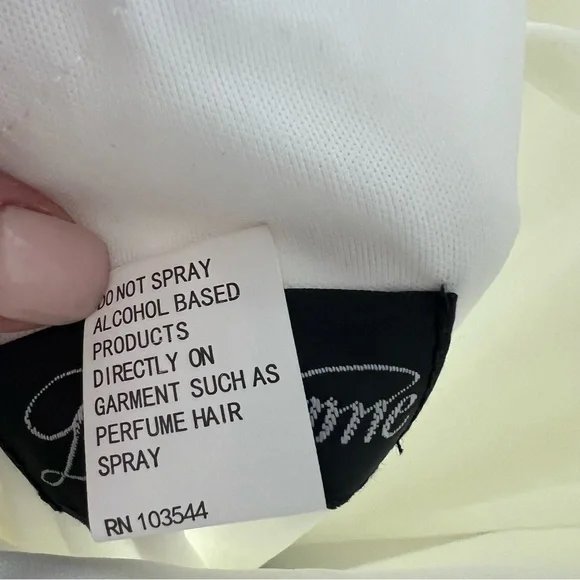 DO NOT SPRAY
ALCOHOL BASED
PRODUCTS
DIRECTLY ON
GARMENT SUCH AS
PERFUME HAIR
SPRAY
RN 103544